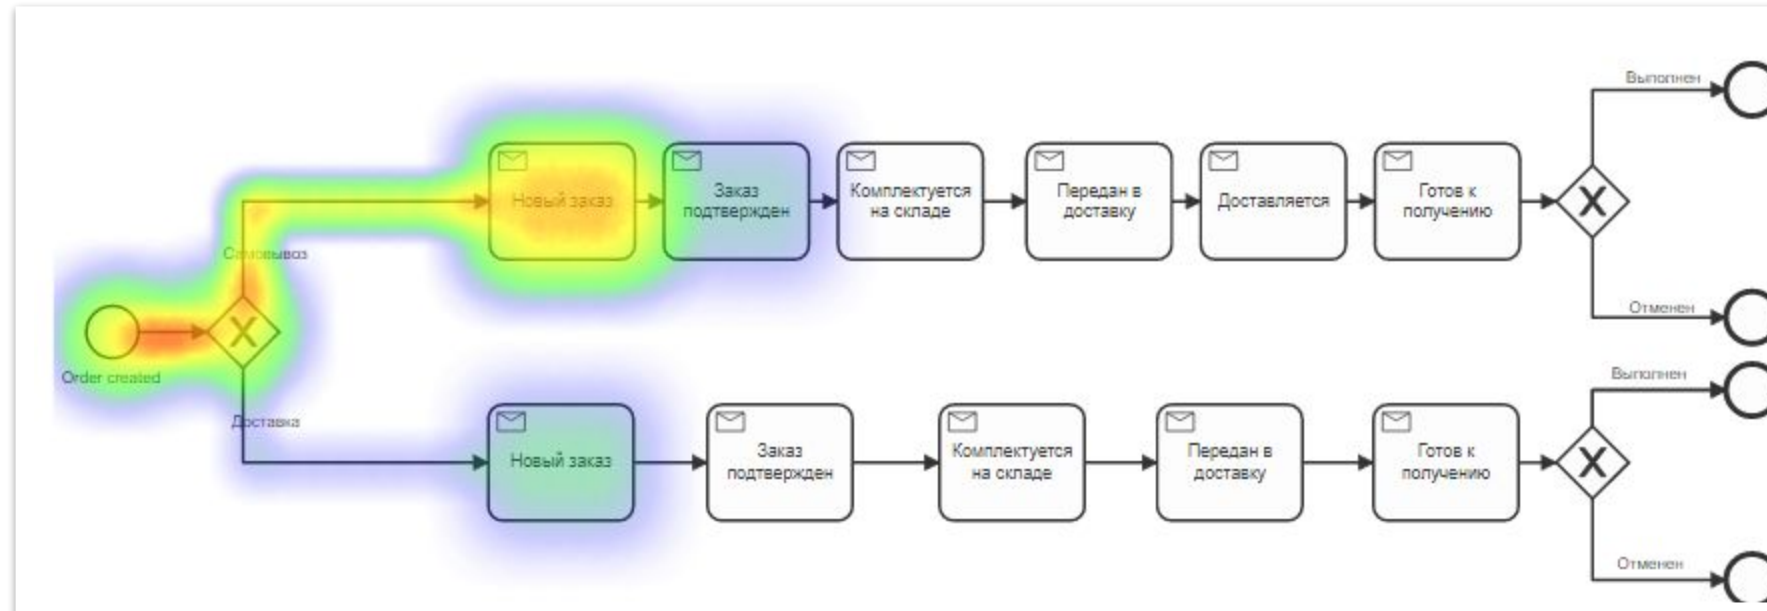 Выполнен
Новый заказ
Заказ
подтвержден
Комплектуется
на складе
Передан в
доставку
Доставляется
Готов к
получению
X
Самовывоз
X
Отменен
Order created
Выполнен
Доставка
Новый заказ
Заказ
подтвержден
Комплектуется
на складе
Передан в
доставку
Готов к
получению
X
Отменен